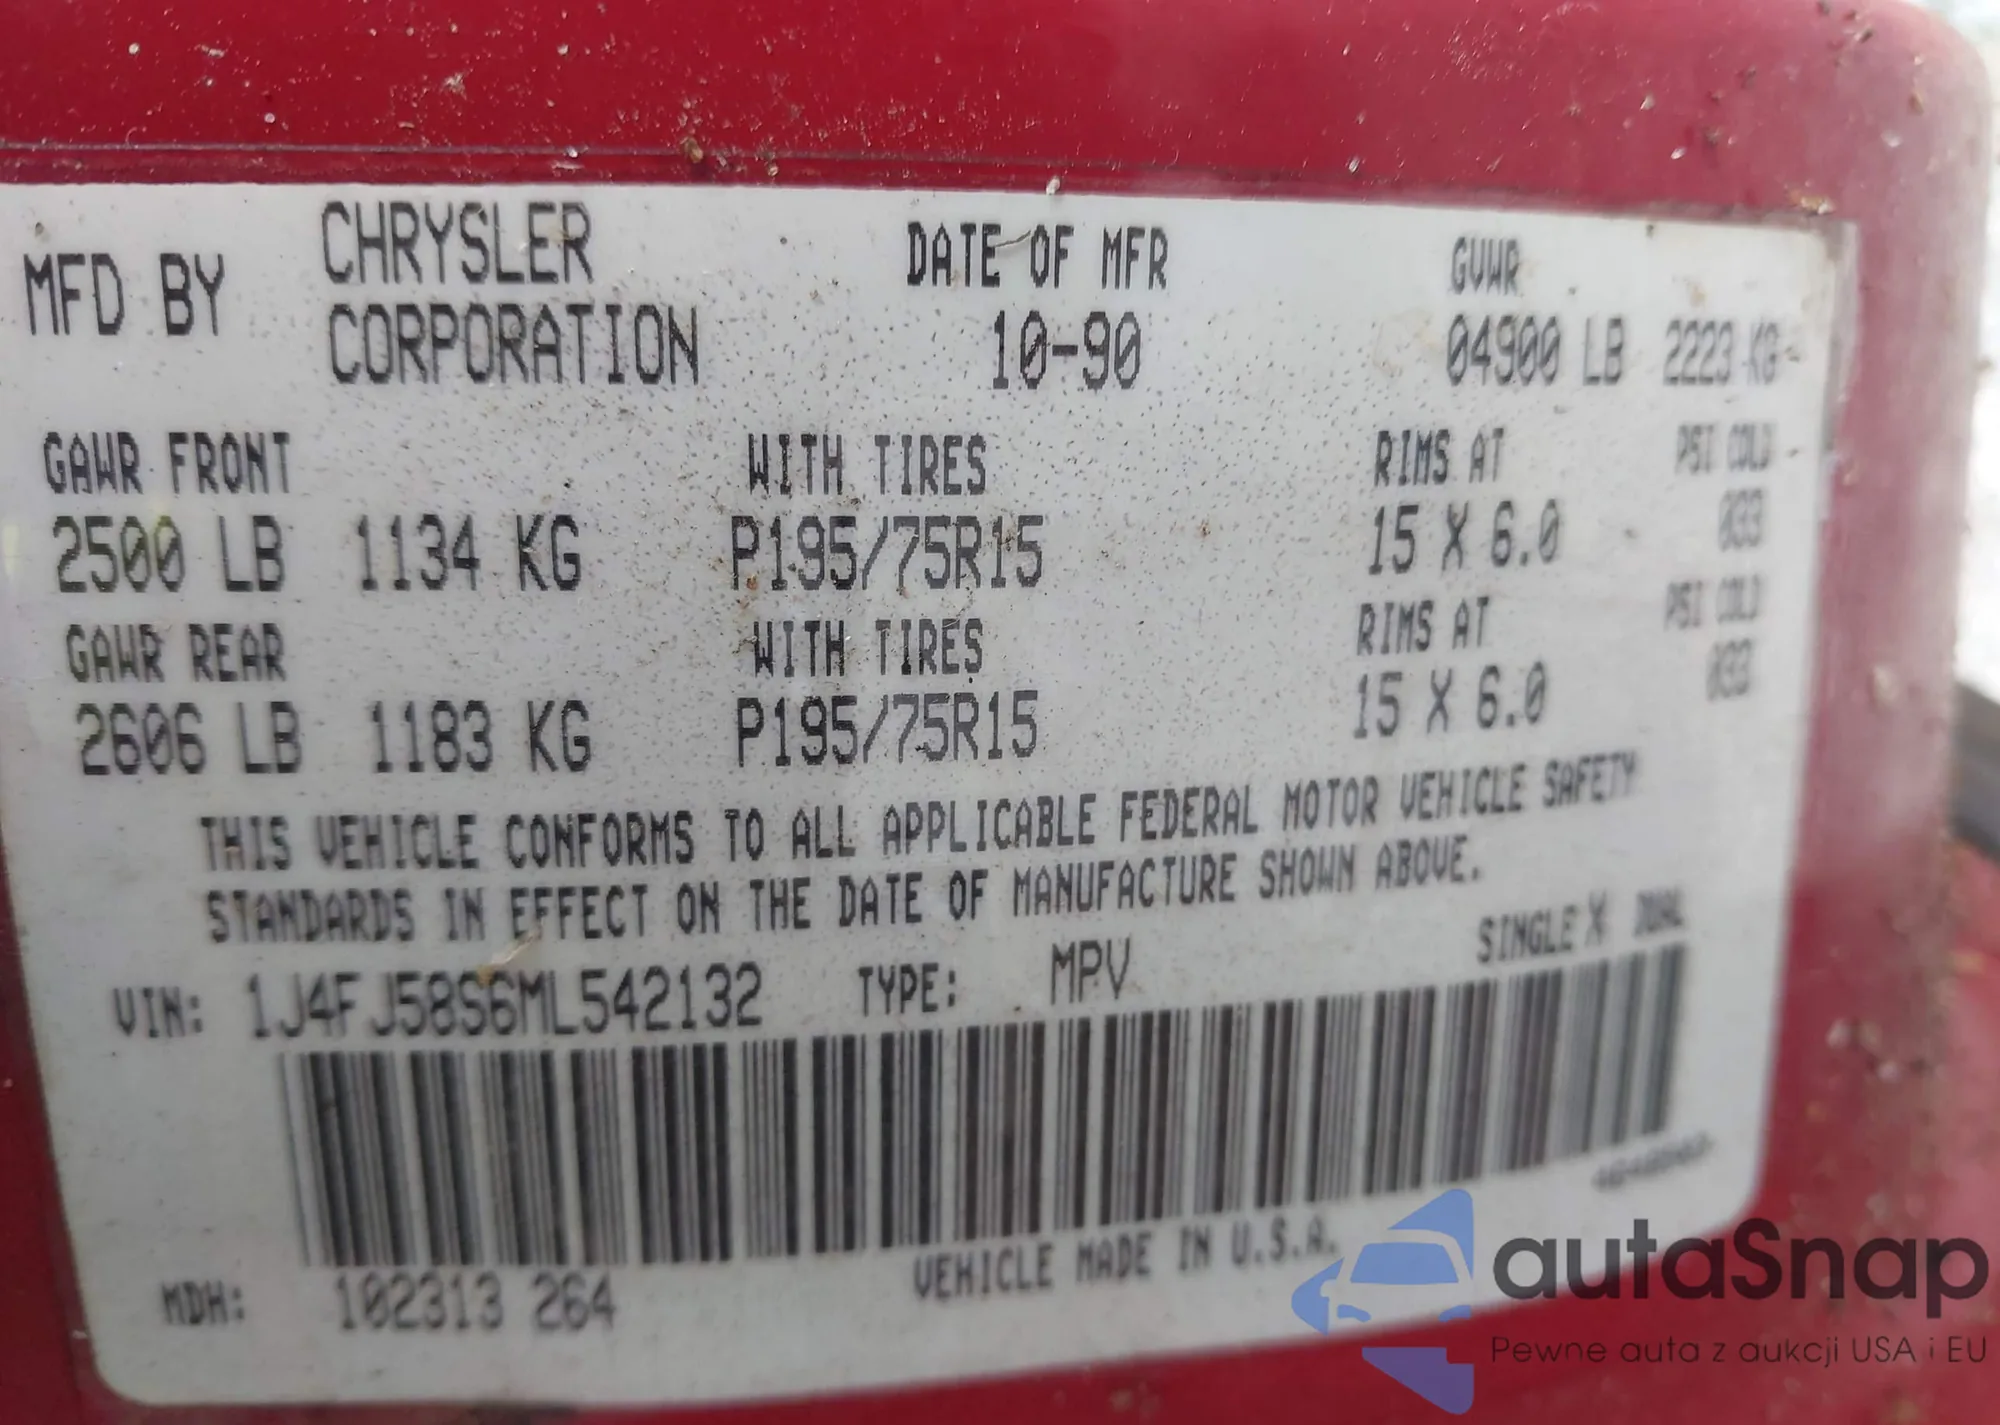 MFD BY CHRYSLER CORPORATION DATE OF MFR 10-90 GVWR 04900 LB 2223 KG
GAWR FRONT WITH TIRES RIMS AT PSI COLD
2500 LB 1134 KG P195/75R15 15 X 6.0 033
GAWR REAR WITH TIRES RIMS AT PSI COLD
2606 LB 1183 KG P195/75R15 15 X 6.0 033
THIS VEHICLE CONFORMS TO ALL APPLICABLE FEDERAL MOTOR VEHICLE SAFETY
STANDARDS IN EFFECT ON THE DATE OF MANUFACTURE SHOWN ABOVE.
SINGLE X DUAL
VIN: 1J4FJ58S6ML542132 TYPE: MPV
MDH: 102313 264 VEHICLE MADE IN U.S.A.
autaSnap
Pewne auta z aukcji USA i EU